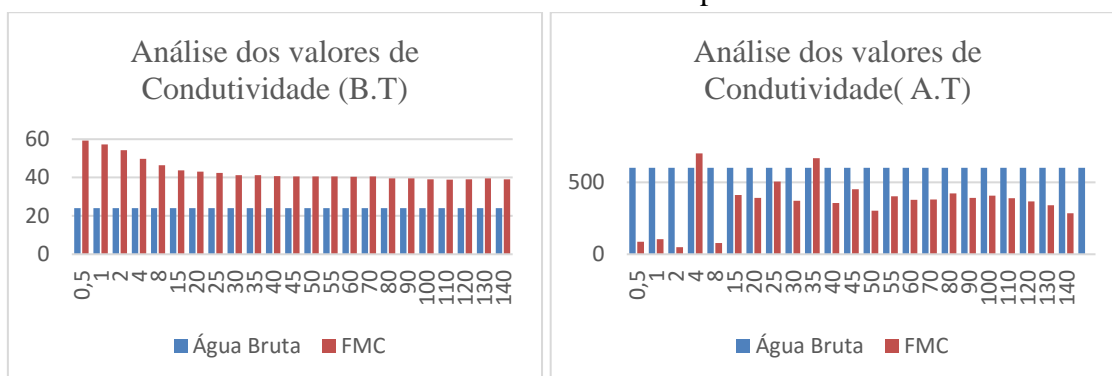 Análise dos valores de
Condutividade (B.T)
60
40
20
0
0,5 1 2 4 8 15 20 25 30 35 40 45 50 55 60 70 80 90 100 110 120 130 140
Água Bruta FMC
Análise dos valores de
Condutividade( A.T)
500
0
0,5 1 2 4 8 15 20 25 30 35 40 45 50 55 60 70 80 90 100 110 120 130 140
Água Bruta FMC